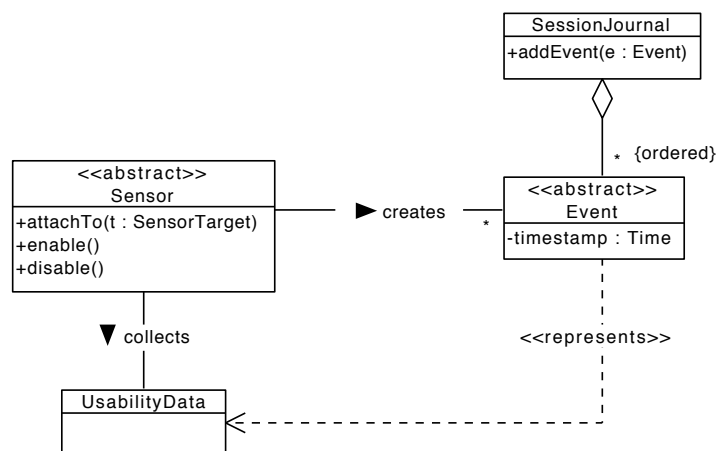 SessionJournal
+addEvent(e : Event)
* {ordered}
<<abstract>>
Sensor
+attachTo(t : SensorTarget)
+enable()
+disable()
creates
*
<<abstract>>
Event
-timestamp : Time
collects
<<represents>>
UsabilityData